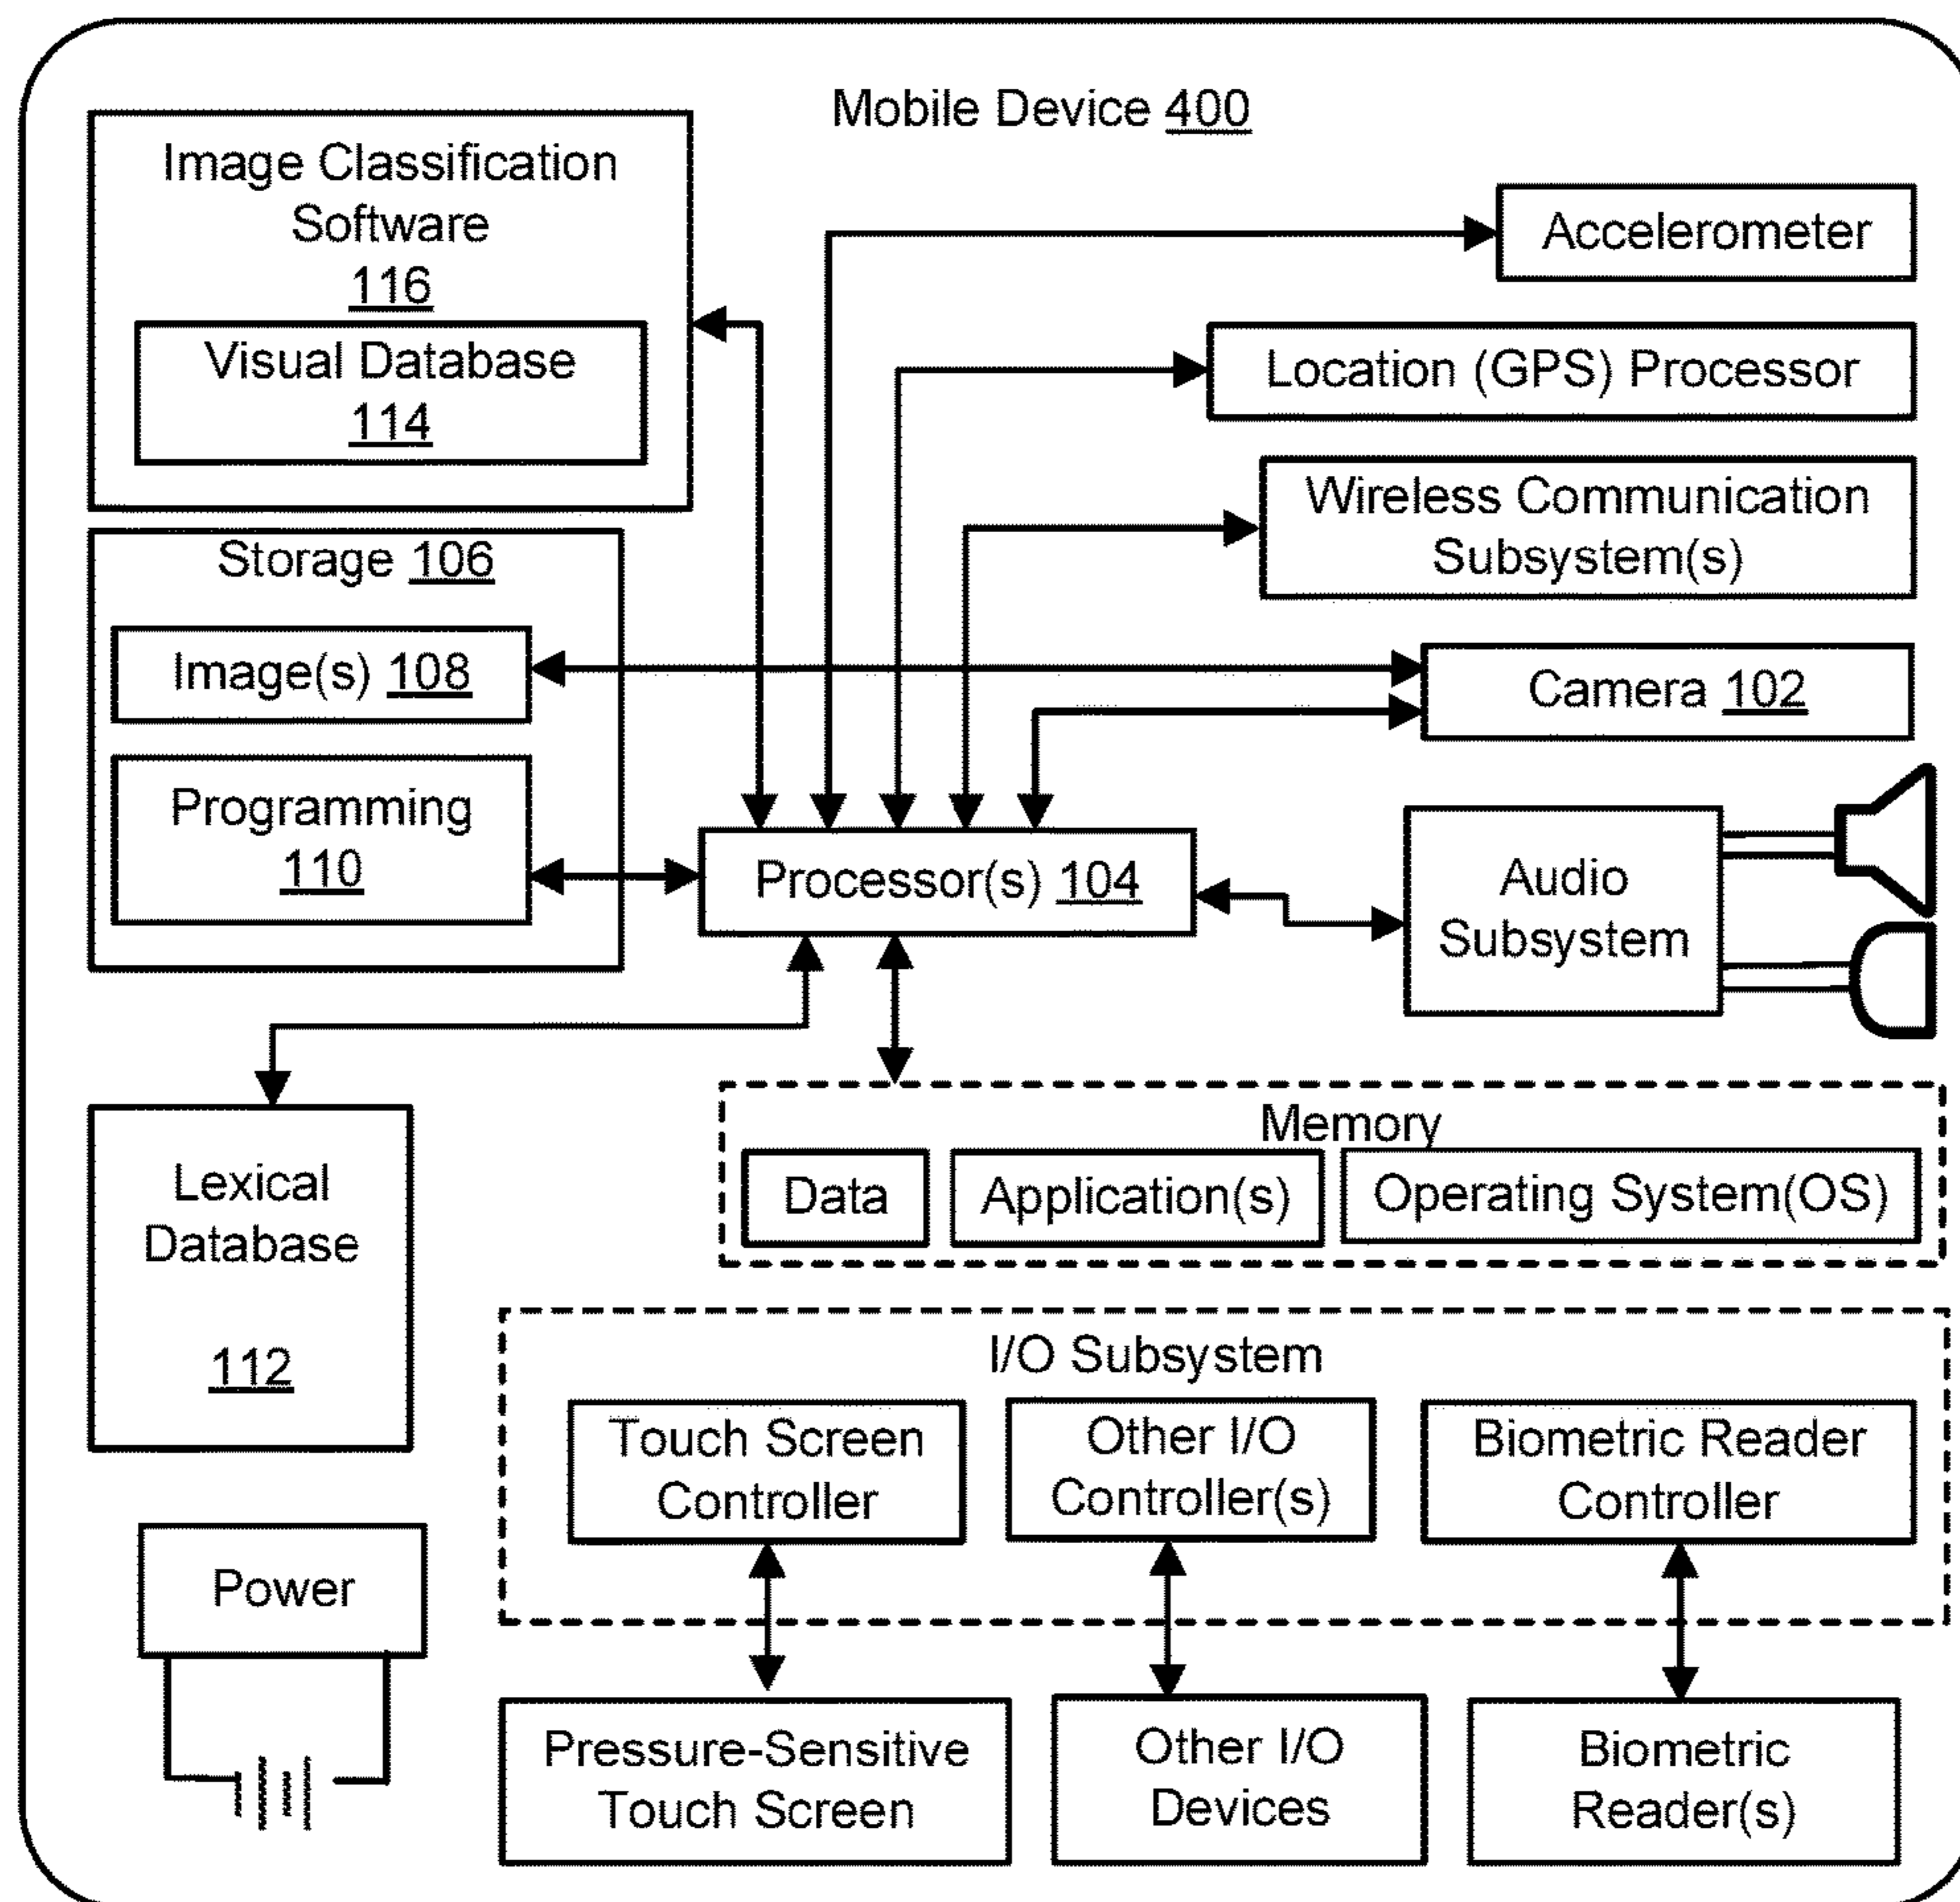 Mobile Device 400
Image Classification
Software
116
Visual Database
114
Accelerometer
Location (GPS) Processor
Wireless Communication
Subsystem(s)
Storage 106
Image(s) 108
Camera 102
Programming
110
Processor(s) 104
Audio
Subsystem
Lexical
Database
112
Memory
Data
Application(s)
Operating System(OS)
I/O Subsystem
Touch Screen
Controller
Other I/O
Controller(s)
Biometric Reader
Controller
Power
Pressure-Sensitive
Touch Screen
Other I/O
Devices
Biometric
Reader(s)